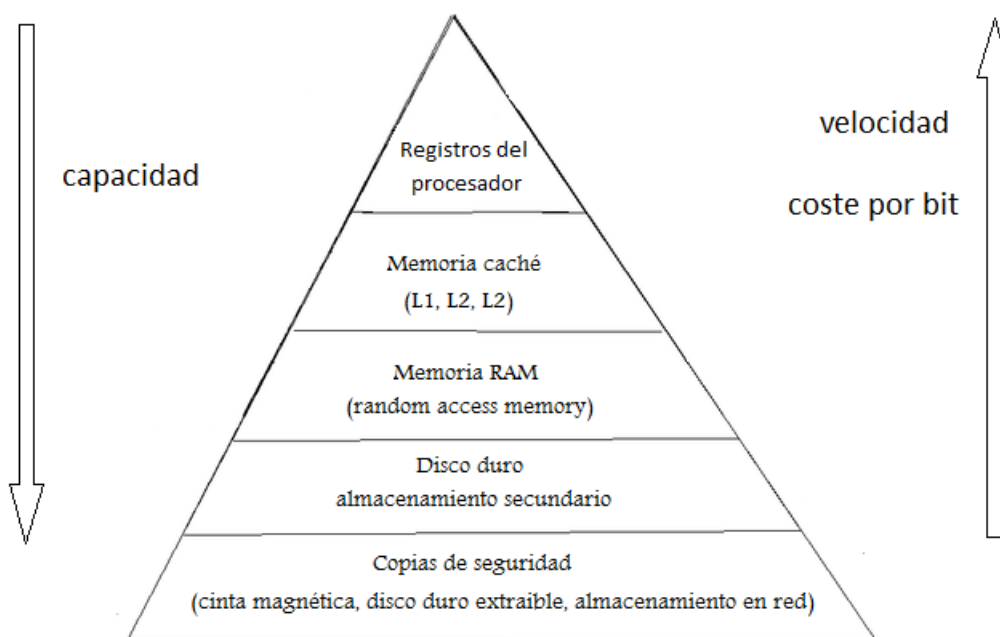 capacidad
velocidad
coste por bit
Registros del
procesador
Memoria caché
(L1, L2, L2)
Memoria RAM
(random access memory)
Disco duro
almacenamiento secundario
Copias de seguridad
(cinta magnética, disco duro extraible, almacenamiento en red)